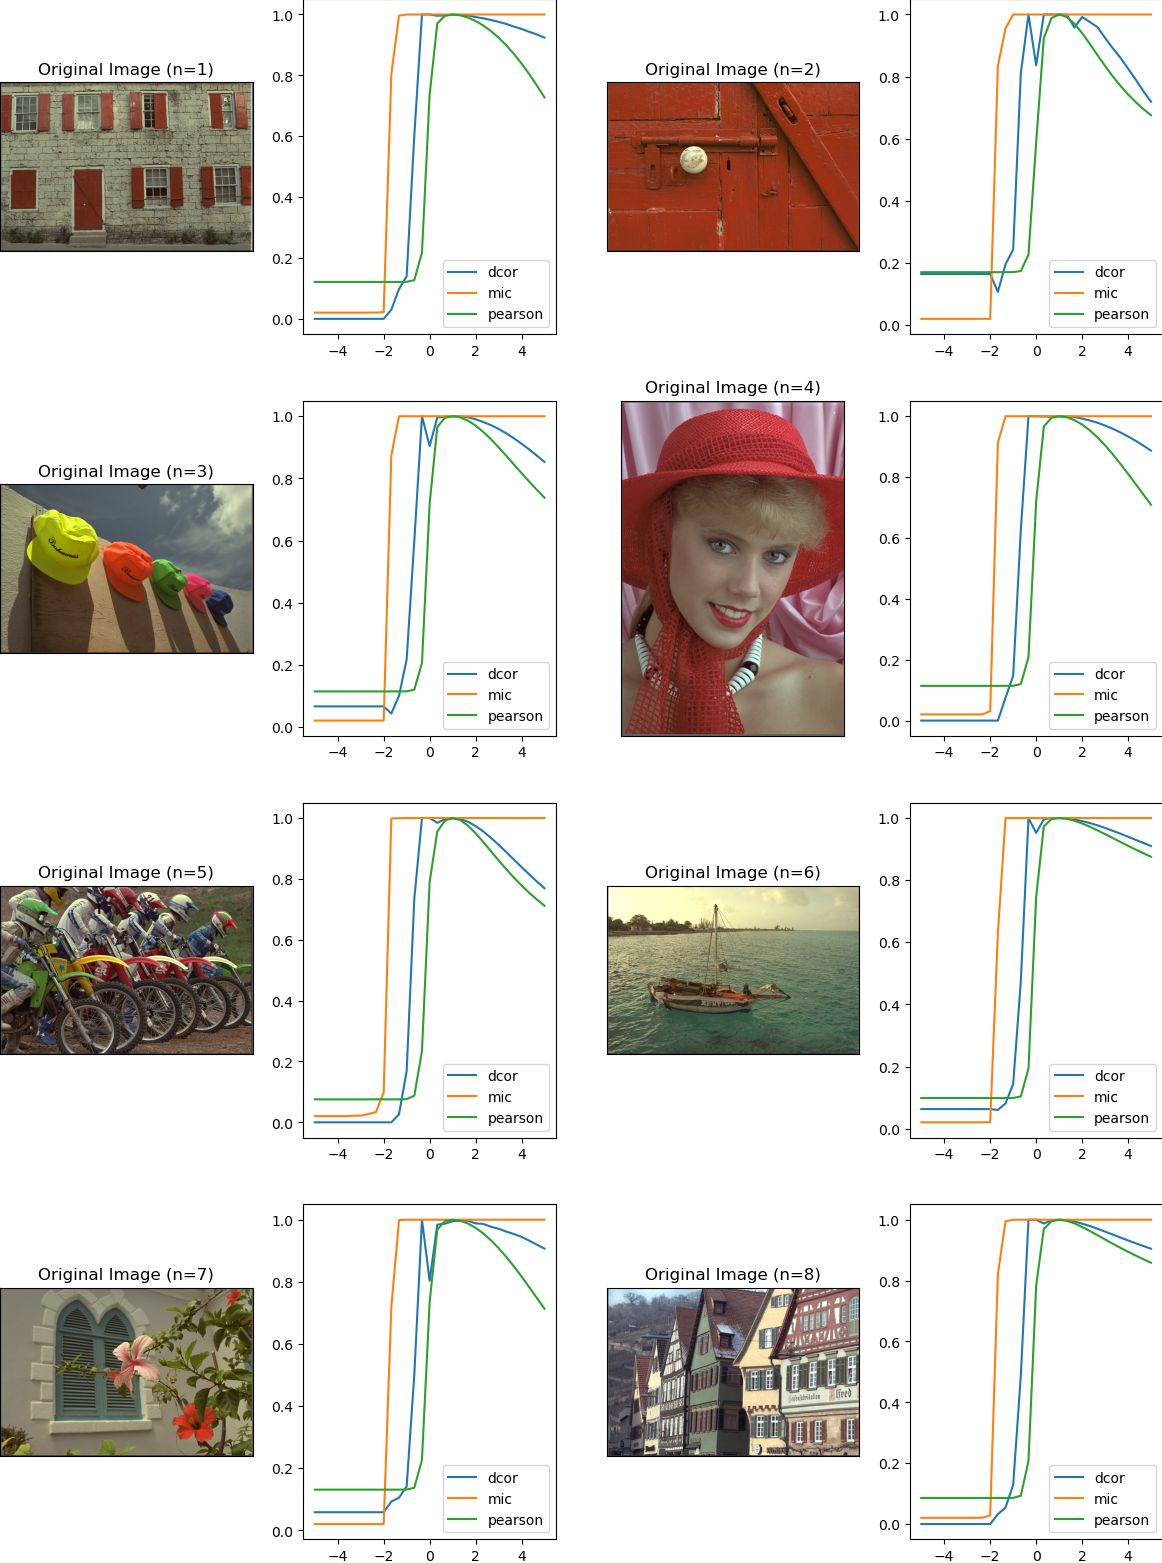 Original Image (n=1)
1.0
0.8
0.6
0.4
0.2
0.0
−4 −2 0 2 4
dcor
mic
pearson
Original Image (n=2)
1.0
0.8
0.6
0.4
0.2
0.0
−4 −2 0 2 4
dcor
mic
pearson
Original Image (n=3)
1.0
0.8
0.6
0.4
0.2
0.0
−4 −2 0 2 4
dcor
mic
pearson
Original Image (n=4)
1.0
0.8
0.6
0.4
0.2
0.0
−4 −2 0 2 4
dcor
mic
pearson
Original Image (n=5)
1.0
0.8
0.6
0.4
0.2
0.0
−4 −2 0 2 4
dcor
mic
pearson
Original Image (n=6)
1.0
0.8
0.6
0.4
0.2
0.0
−4 −2 0 2 4
dcor
mic
pearson
Original Image (n=7)
1.0
0.8
0.6
0.4
0.2
0.0
−4 −2 0 2 4
dcor
mic
pearson
Original Image (n=8)
Alfred
1.0
0.8
0.6
0.4
0.2
0.0
−4 −2 0 2 4
dcor
mic
pearson